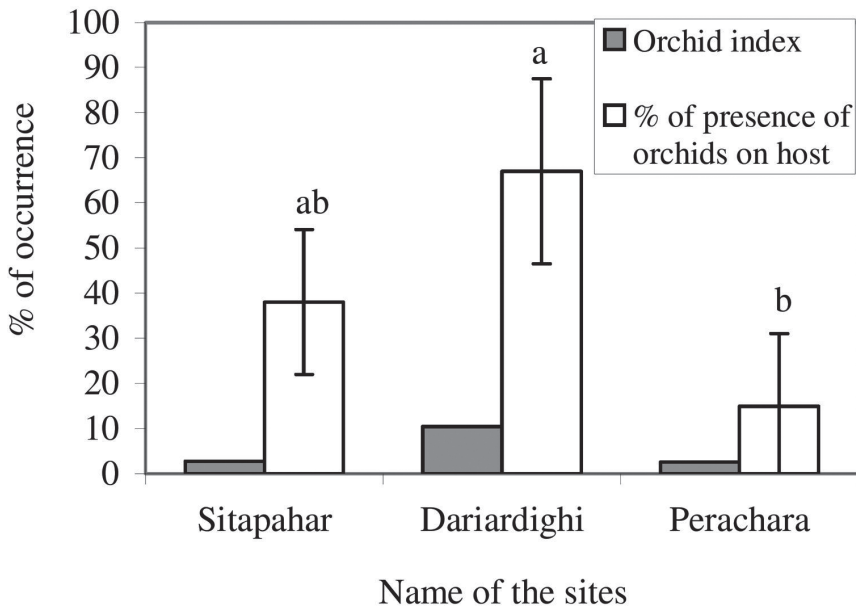 100
90
80
70
60
50
40
30
20
10
0
% of occurrence
Orchid index
% of presence of
orchids on host
ab
a
b
Sitapahar Dariardighi Perachara
Name of the sites